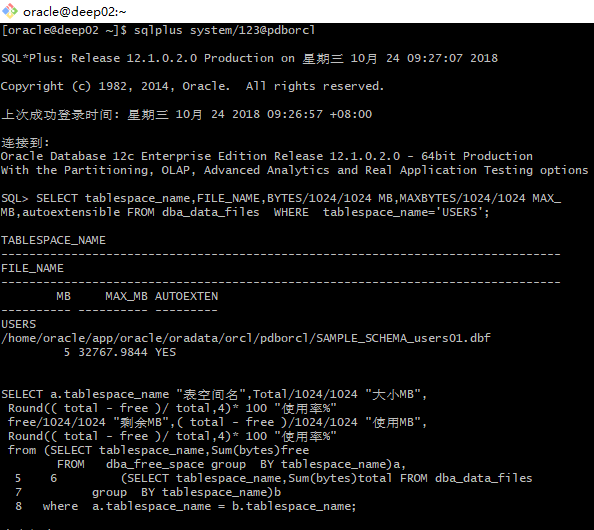 oracle@deep02:~
[oracle@deep02 ~]$ sqlplus system/123@pdborcl
SQL*Plus: Release 12.1.0.2.0 Production on 星期三 10月 24 09:27:07 2018
Copyright (c) 1982, 2014, Oracle.  All rights reserved.
上次成功登录时间: 星期三 10月 24 2018 09:26:57 +08:00
连接到:
Oracle Database 12c Enterprise Edition Release 12.1.0.2.0 - 64bit Production
With the Partitioning, OLAP, Advanced Analytics and Real Application Testing options
SQL> SELECT tablespace_name,FILE_NAME,BYTES/1024/1024 MB,MAXBYTES/1024/1024 MAX_
MB,autoextensible FROM dba_data_files  WHERE  tablespace_name='USERS';
TABLESPACE_NAME
--------------------------------------------------------------------------------
FILE_NAME
--------------------------------------------------------------------------------
        MB     MAX_MB AUTOEXTEN
---------- ---------- ---------
USERS
/home/oracle/app/oracle/oradata/orcl/pdborcl/SAMPLE_SCHEMA_users01.dbf
         5 32767.9844 YES
SELECT a.tablespace_name "表空间名",Total/1024/1024 "大小MB",
 Round(( total - free )/ total,4)* 100 "使用率%"
 free/1024/1024 "剩余MB",( total - free )/1024/1024 "使用MB",
 Round(( total - free )/ total,4)* 100 "使用率%"
 from (SELECT tablespace_name,Sum(bytes)free
        FROM   dba_free_space group  BY tablespace_name)a,
  5    6         (SELECT tablespace_name,Sum(bytes)total FROM dba_data_files
  7          group  BY tablespace_name)b
  8   where  a.tablespace_name = b.tablespace_name;